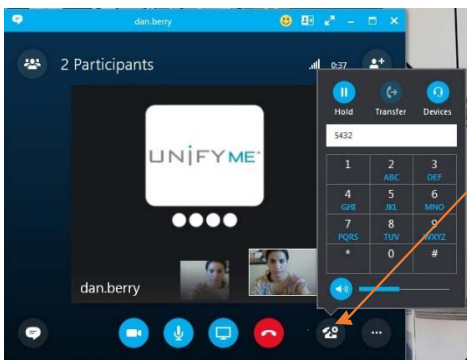 dan.berry
2 Participants
0:37
Hold Transfer Devices
5432
1 2 3
ABC DEF
4 5 6
GHI JKL MNO
7 8 9
PQRS TUV WXYZ
* 0 #
UNIFYME
dan.berry